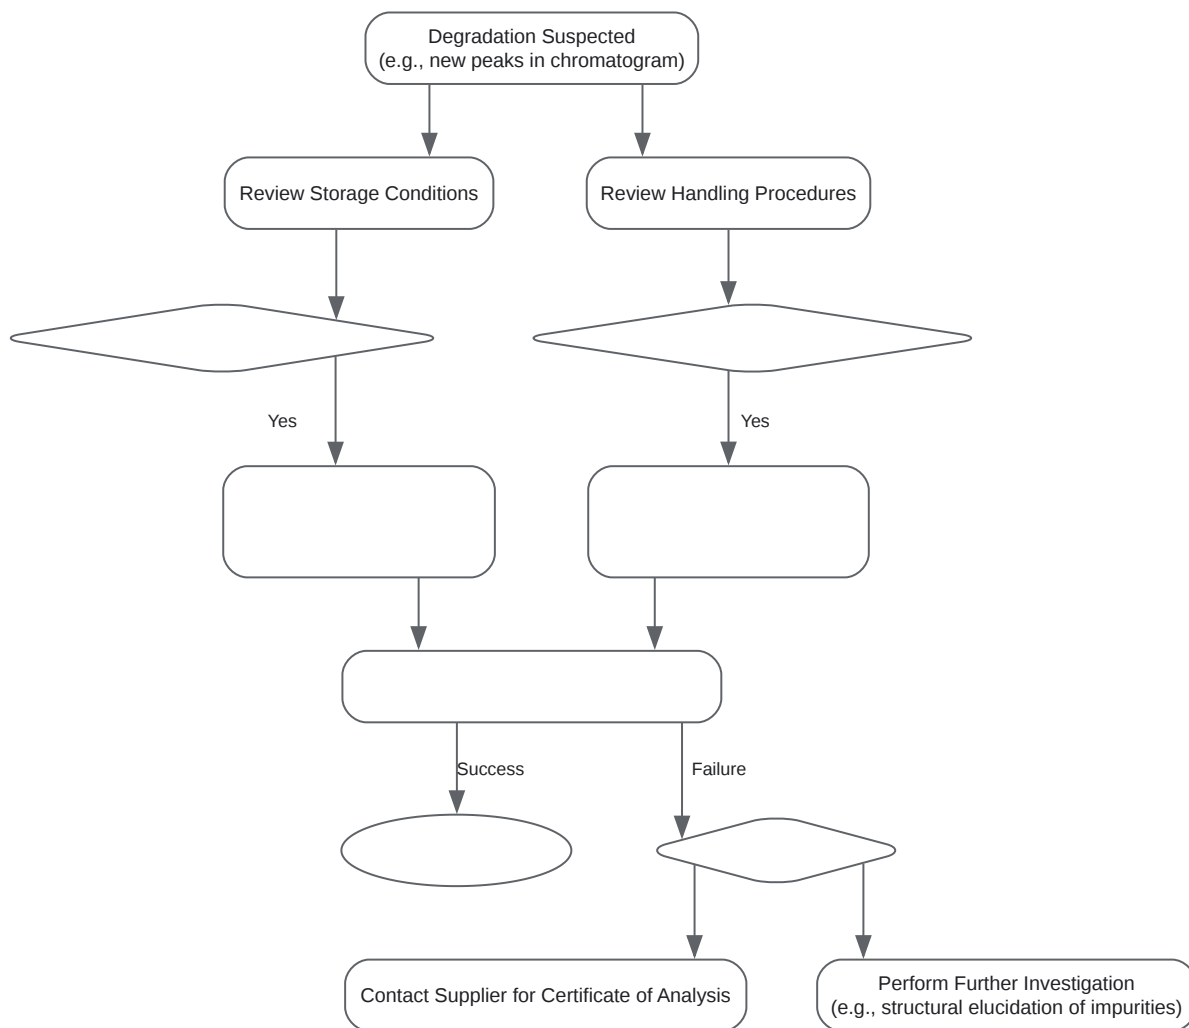 Degradation Suspected
(e.g., new peaks in chromatogram)
Review Storage Conditions
Review Handling Procedures
Yes
Yes
Success
Failure
Contact Supplier for Certificate of Analysis
Perform Further Investigation
(e.g., structural elucidation of impurities)